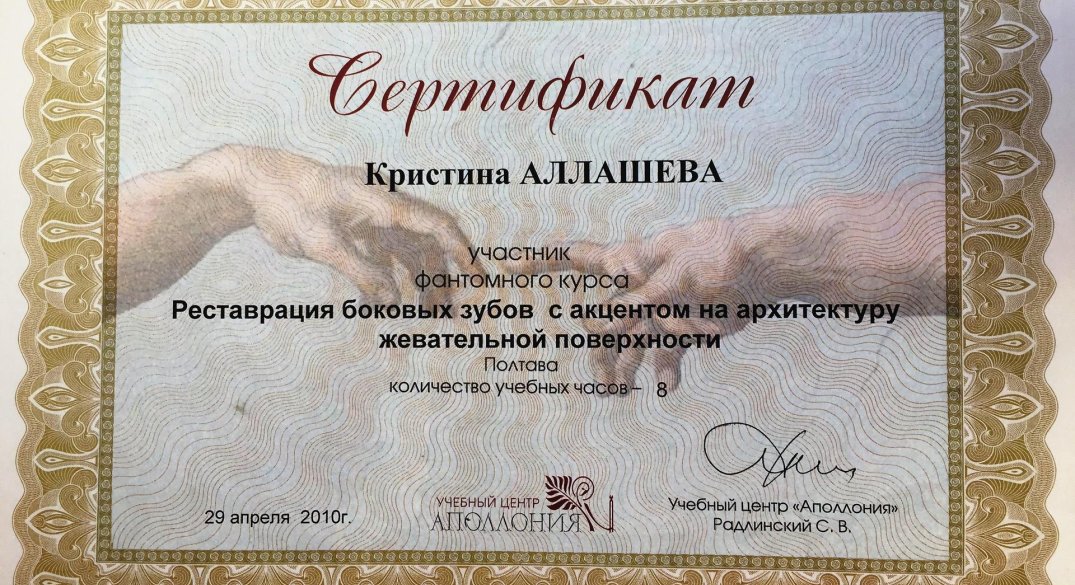 Сертификат
Кристина АЛЛАШЕВА
участник
фантомного курса
Реставрация боковых зубов с акцентом на архитектуру
жевательной поверхности
Полтава
количество учебных часов – 8
29 апреля 2010г.
УЧЕБНЫЙ ЦЕНТР
АПОЛЛОНИЯ
Учебный центр «Аполлония»
Радлинский С. В.